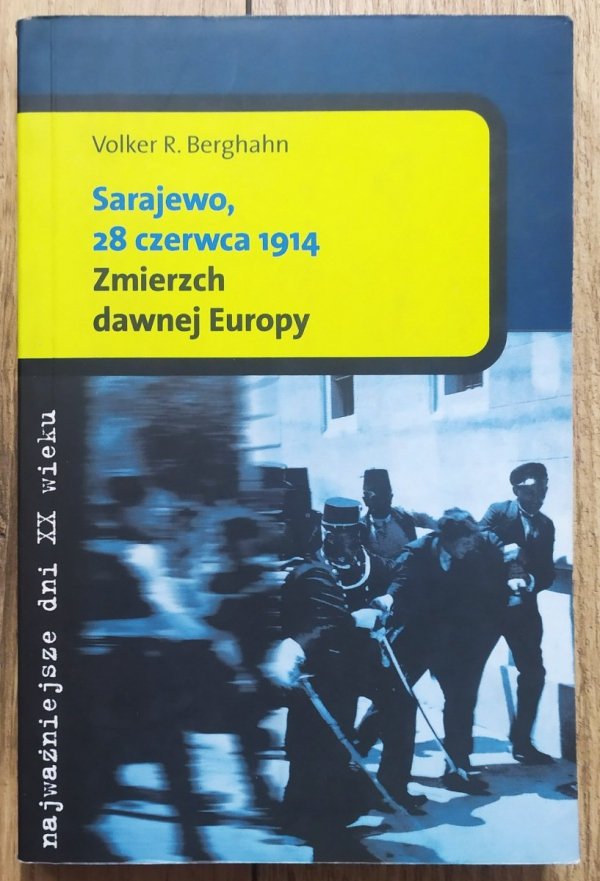 Volker R. Berghahn
Sarajewo,
28 czerwca 1914
Zmierzch
dawnej Europy
najważniejsze dni XX wieku